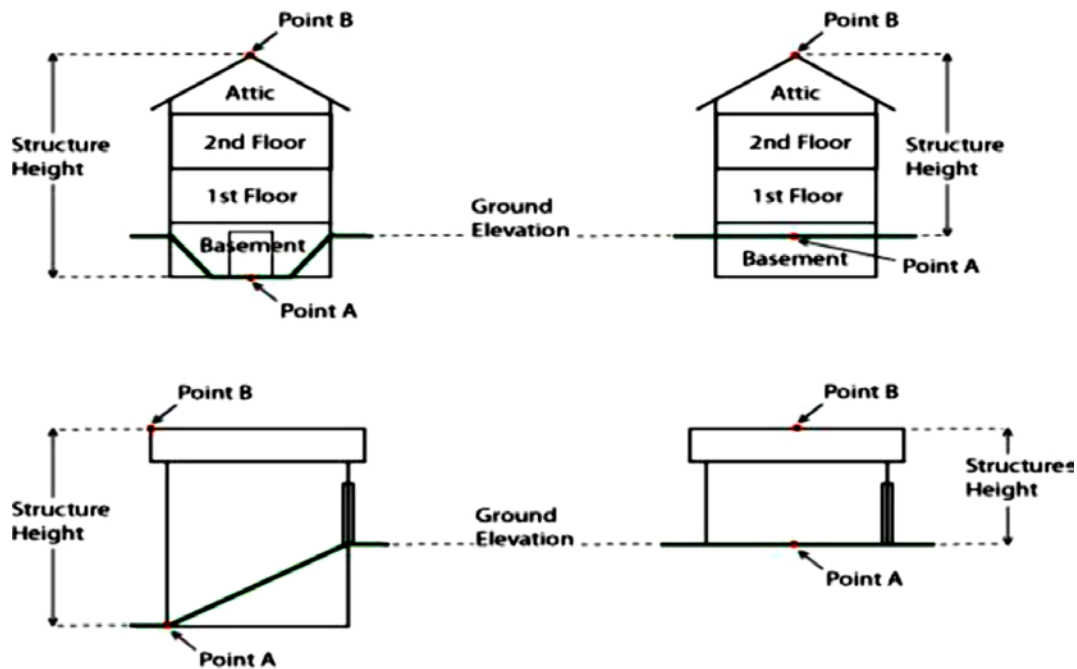 Point B
Attic
2nd Floor
1st Floor
Basement
Point A
Structure
Height
Ground
Elevation
Point B
Attic
2nd Floor
1st Floor
Basement
Point A
Structure
Height
Point B
Structure
Height
Point A
Ground
Elevation
Point B
Structures
Height
Point A